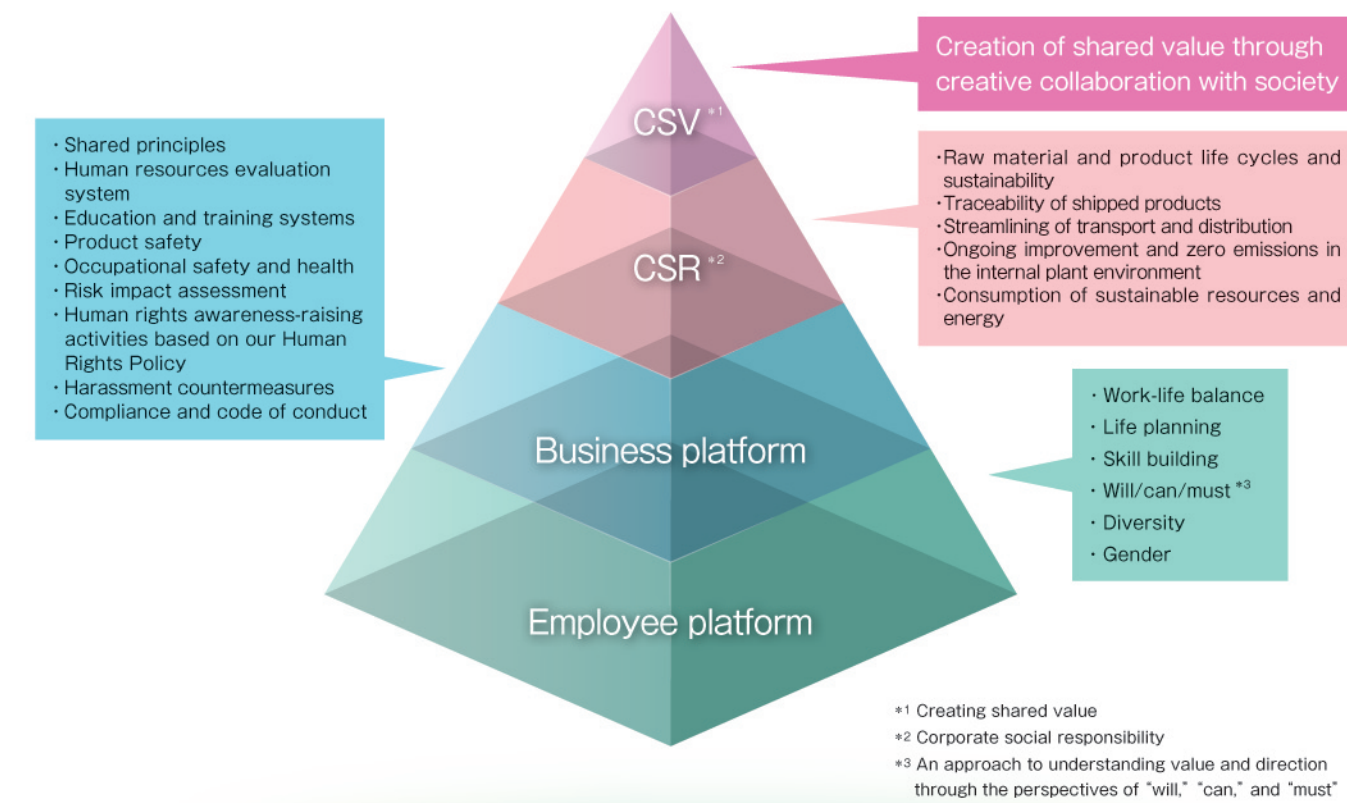 Creation of shared value through
creative collaboration with society
CSV *1
· Shared principles
· Human resources evaluation
system
· Education and training systems
· Product safety
· Occupational safety and health
· Risk impact assessment
· Human rights awareness-raising
activities based on our Human
Rights Policy
· Harassment countermeasures
· Compliance and code of conduct
·Raw material and product life cycles and
sustainability
·Traceability of shipped products
·Streamlining of transport and distribution
·Ongoing improvement and zero emissions in
the internal plant environment
·Consumption of sustainable resources and
energy
CSR *2
Business platform
· Work-life balance
· Life planning
· Skill building
· Will/can/must *3
· Diversity
· Gender
Employee platform
*1 Creating shared value
*2 Corporate social responsibility
*3 An approach to understanding value and direction
through the perspectives of “will,” “can,” and “must”